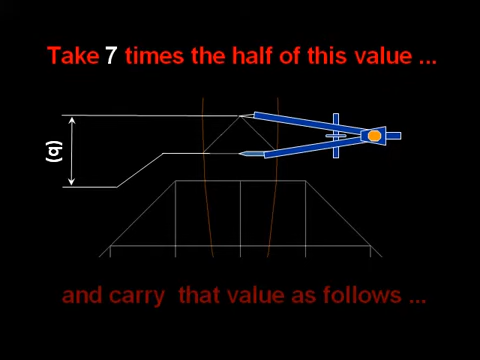 Take 7 times the half of this value ...
(q)
and carry that value as follows ...